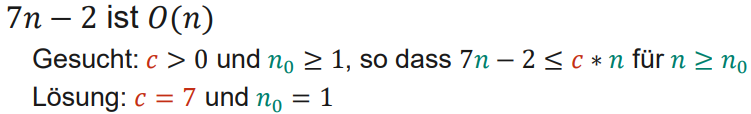 7n − 2 ist O(n)
Gesucht: c > 0 und n₀ ≥ 1, so dass 7n − 2 ≤ c ∗ n für n ≥ n₀
Lösung: c = 7 und n₀ = 1